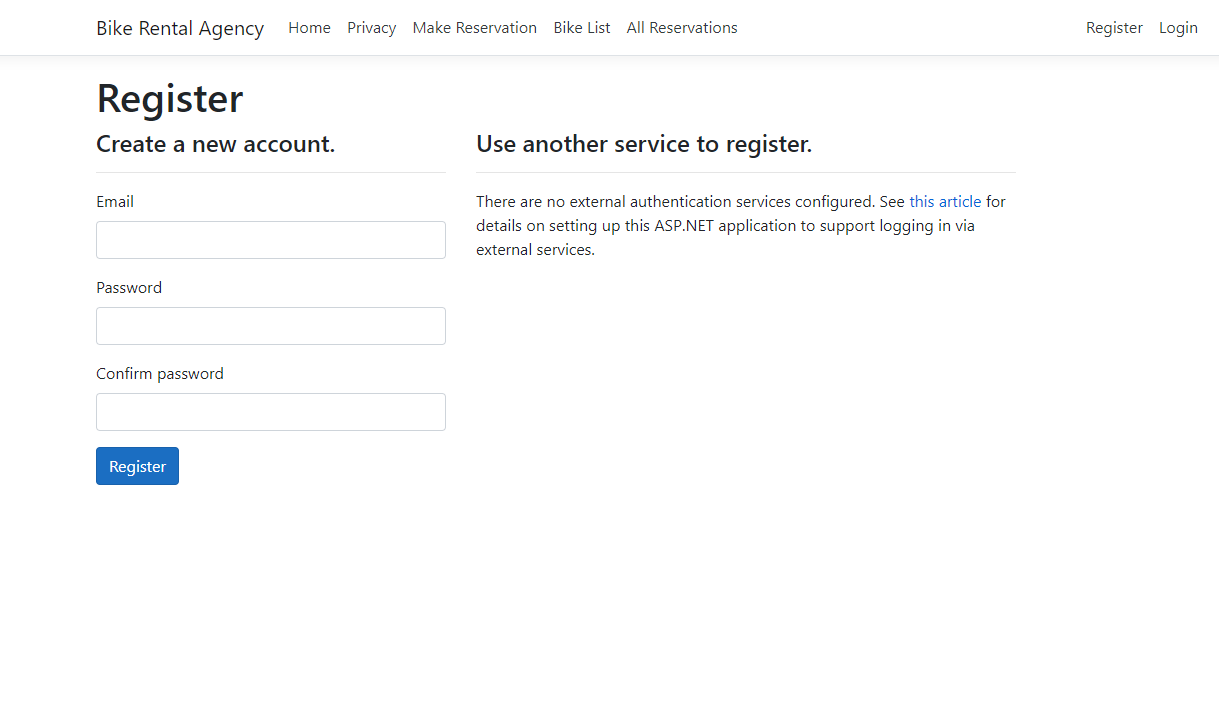 Bike Rental Agency Home Privacy Make Reservation Bike List All Reservations Register Login
Register
Create a new account.
Email
Password
Confirm password
Register
Use another service to register.
There are no external authentication services configured. See this article for
details on setting up this ASP.NET application to support logging in via
external services.